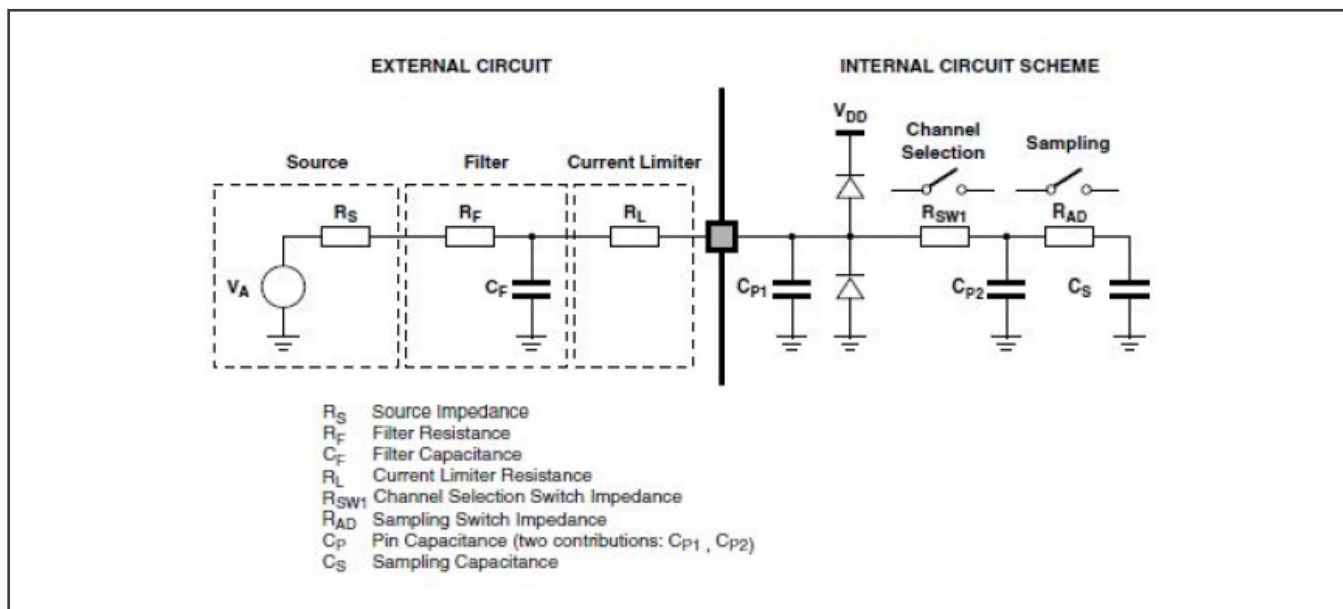 EXTERNAL CIRCUIT
INTERNAL CIRCUIT SCHEME
Source
Filter
Current Limiter
VDD
Channel
Selection
Sampling
RS
RF
RL
RSW1
RAD
VA
CF
CP1
CP2
CS
RS Source Impedance
RF Filter Resistance
CF Filter Capacitance
RL Current Limiter Resistance
RSW1 Channel Selection Switch Impedance
RAD Sampling Switch Impedance
CP Pin Capacitance (two contributions: CP1 , CP2)
CS Sampling Capacitance